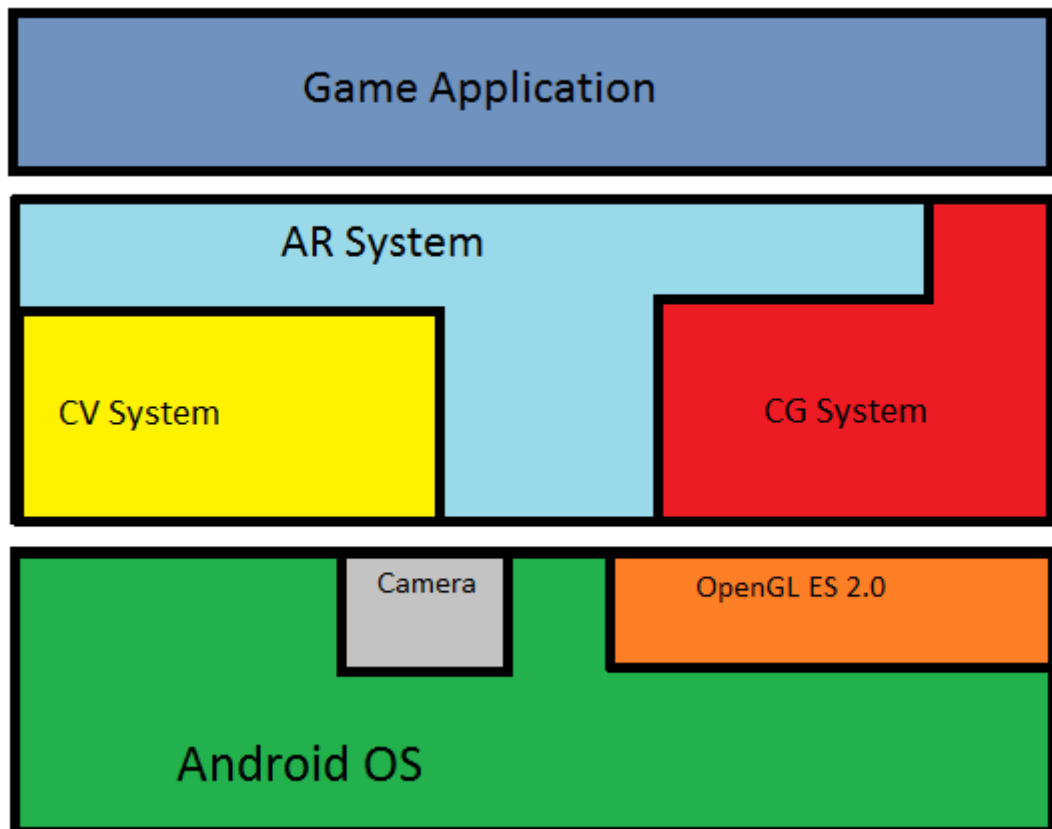 Game Application
AR System
CV System
CG System
Camera
OpenGL ES 2.0
Android OS